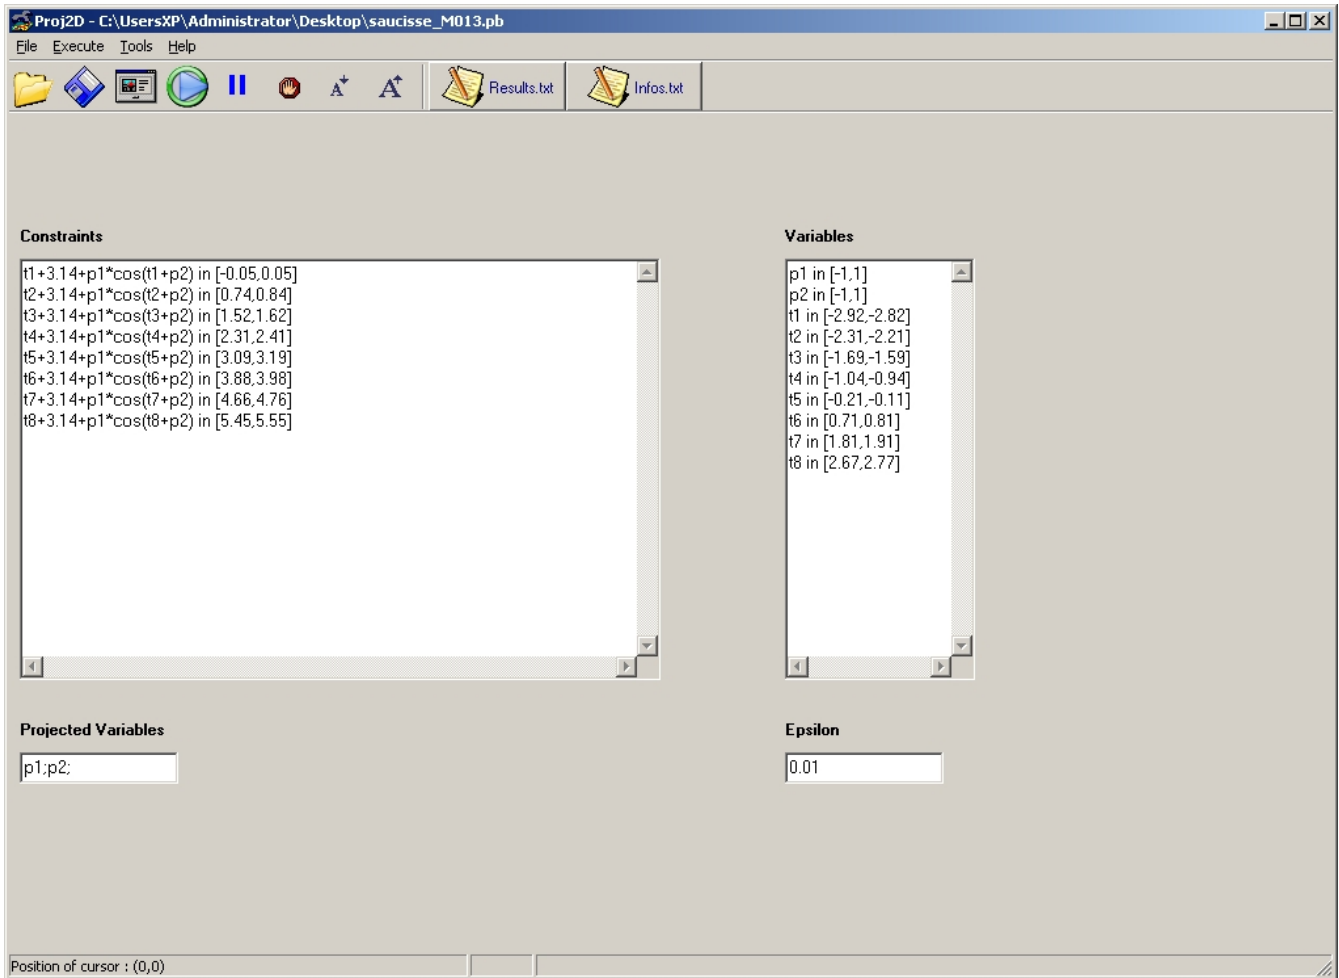 Proj2D - C:\UsersXP\Administrator\Desktop\saucisse_M013.pb
File Execute Tools Help
A A Results.txt Infos.txt
Constraints
t1+3.14+p1*cos(t1+p2) in [-0.05,0.05]
t2+3.14+p1*cos(t2+p2) in [0.74,0.84]
t3+3.14+p1*cos(t3+p2) in [1.52,1.62]
t4+3.14+p1*cos(t4+p2) in [2.31,2.41]
t5+3.14+p1*cos(t5+p2) in [3.09,3.19]
t6+3.14+p1*cos(t6+p2) in [3.88,3.98]
t7+3.14+p1*cos(t7+p2) in [4.66,4.76]
t8+3.14+p1*cos(t8+p2) in [5.45,5.55]
Variables
p1 in [-1,1]
p2 in [-1,1]
t1 in [-2.92,-2.82]
t2 in [-2.31,-2.21]
t3 in [-1.69,-1.59]
t4 in [-1.04,-0.94]
t5 in [-0.21,-0.11]
t6 in [0.71,0.81]
t7 in [1.81,1.91]
t8 in [2.67,2.77]
Projected Variables
p1;p2;
Epsilon
0.01
Position of cursor : (0,0)